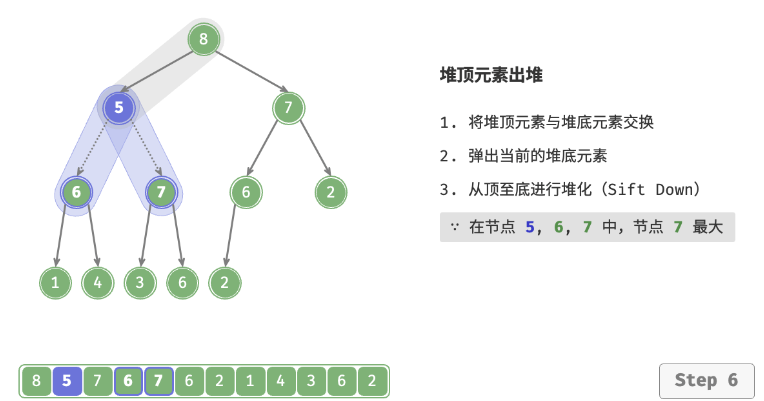 8
堆顶元素出堆
5
7
1. 将堆顶元素与堆底元素交换
2. 弹出当前的堆底元素
6
7
6
2
3. 从顶至底进行堆化（Sift Down）
∵ 在节点 5, 6, 7 中，节点 7 最大
1
4
3
6
2
8 5 7 6 7 6 2 1 4 3 6 2
Step 6